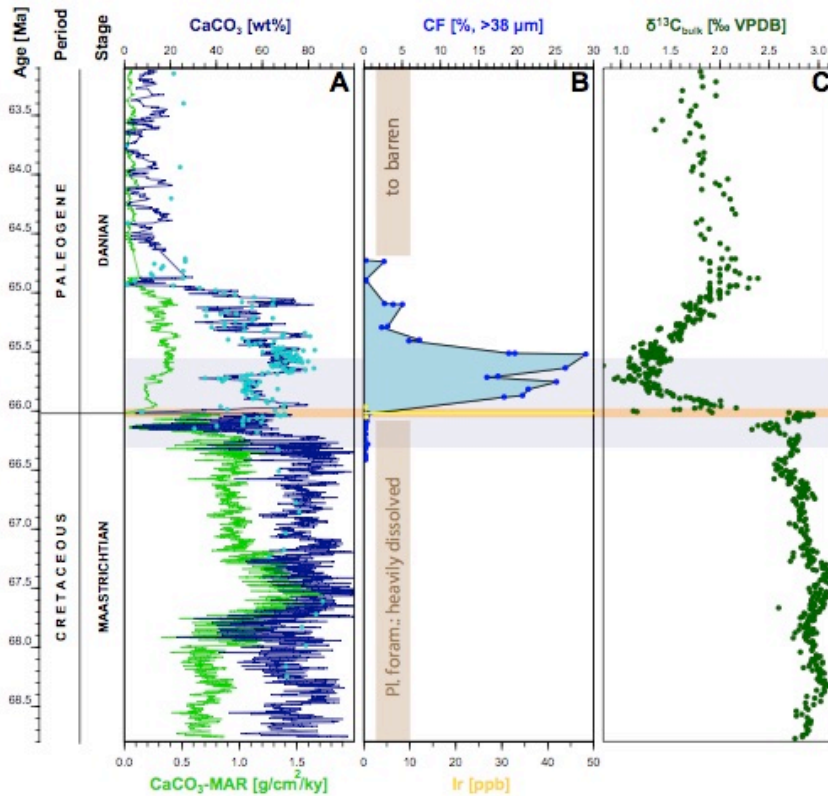 CaCO₃ [wt%]
CF [%, >38 µm]
δ¹³C bulk [‰ VPDB]
Age [Ma]
Period
Stage
0 20 40 60 80
0 5 10 20 30
1.0 1.5 2.0 2.5 3.0
A
B
C
63.5
64.0
64.5
65.0
65.5
66.0
66.5
67.0
67.5
68.0
68.5
PALEOGENE
CRETACEOUS
DANIAN
MAASTRICHTIAN
to barren
Pl. foram.: heavily dissolved
0.0 0.5 1.0 1.5
0 10 20 30 40 50
CaCO₃-MAR [g/cm²/ky]
Ir [ppb]